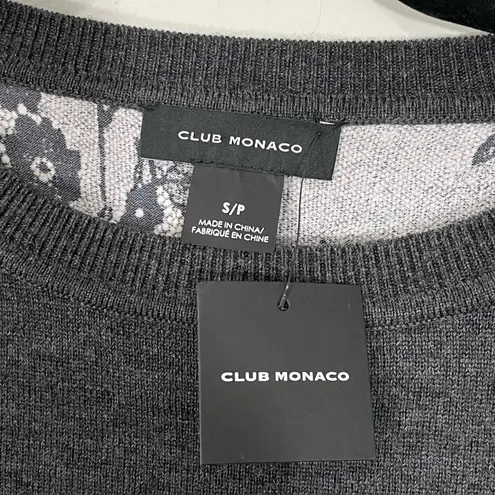 CLUB MONACO
S/P
MADE IN CHINA/
FABRIQUÉ EN CHINE
CLUB MONACO